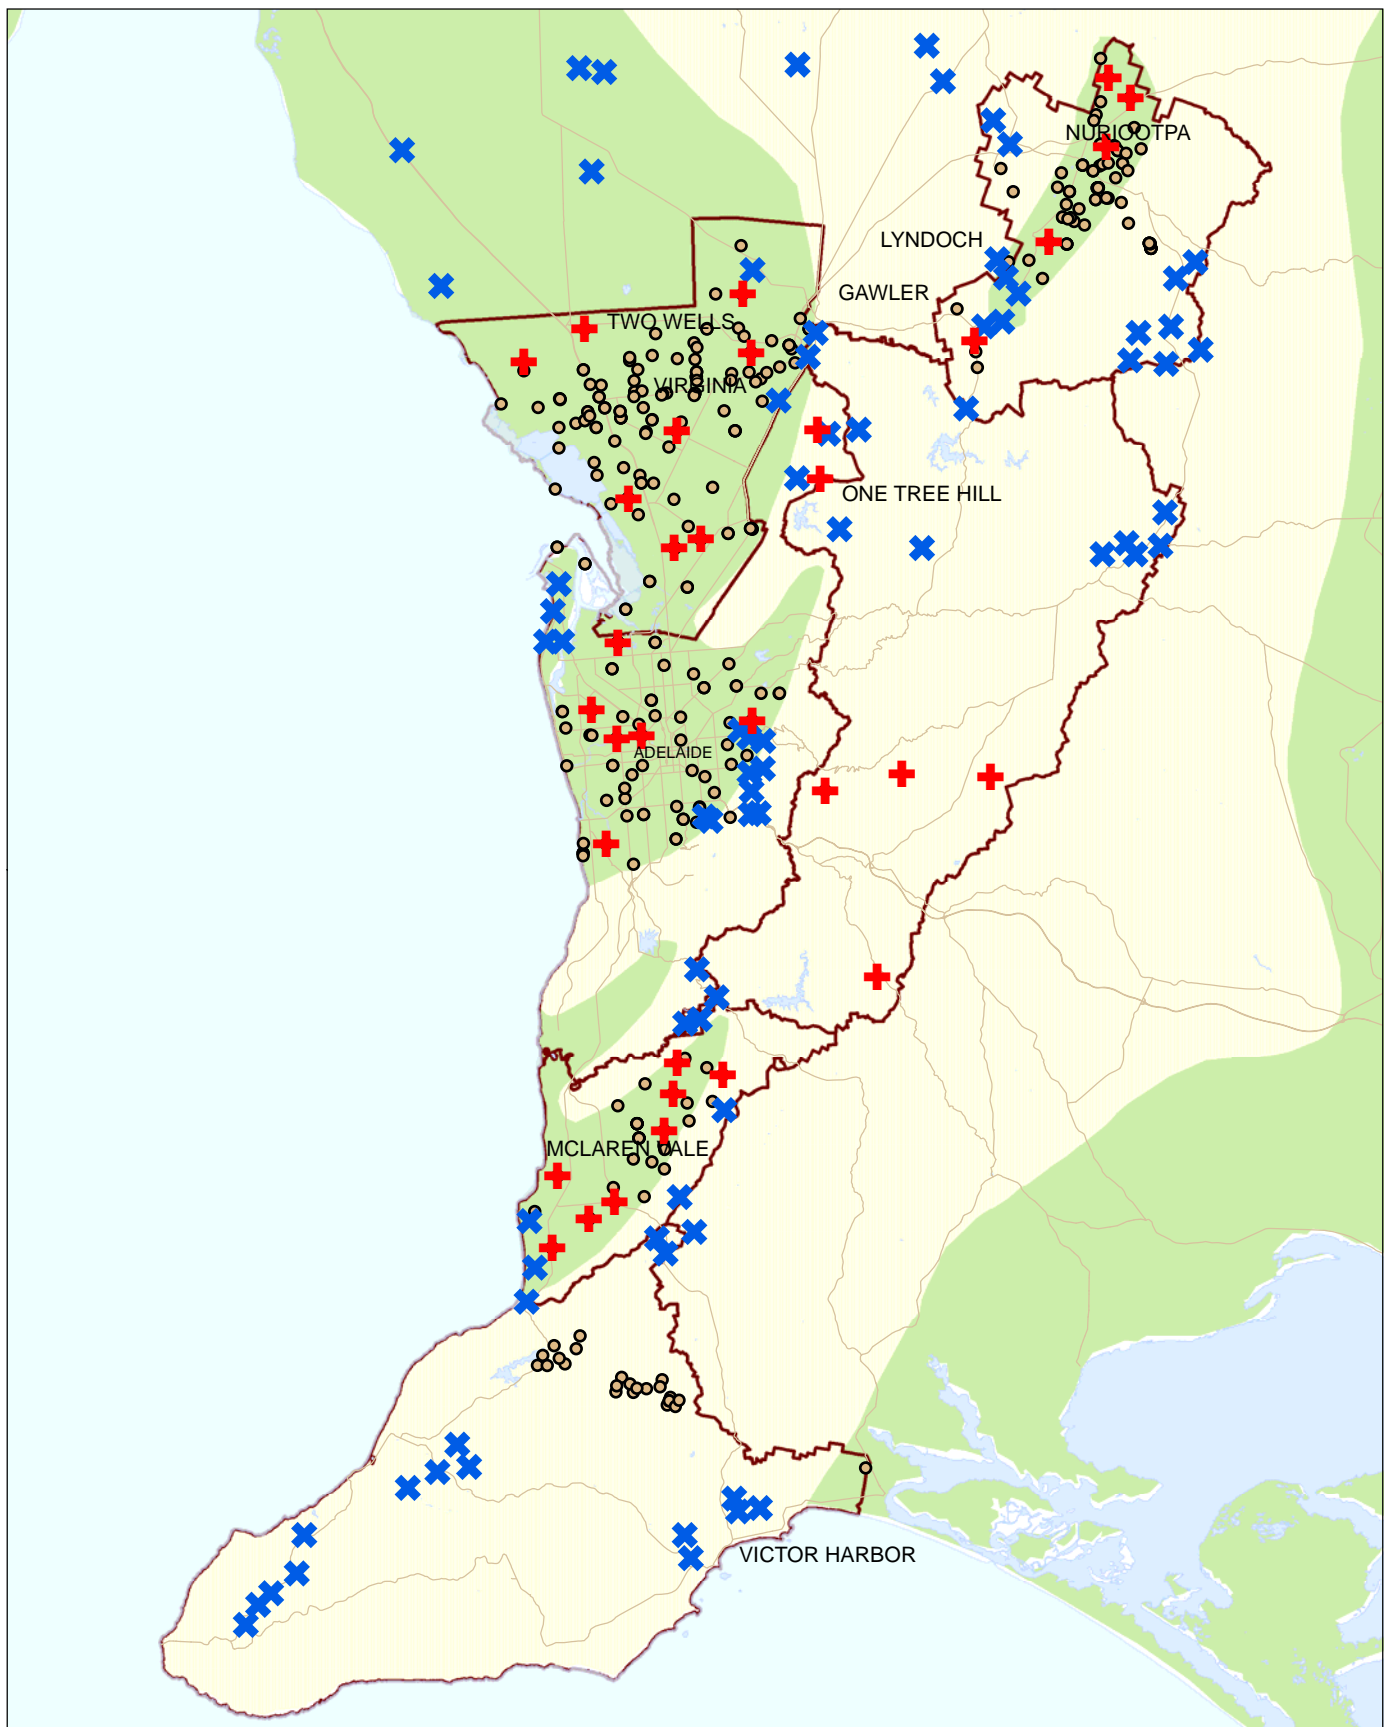 NURIOOTPA
LYNDOCH
GAWLER
TWO WELLS
VIRGINIA
ONE TREE HILL
ADELAIDE
MCLAREN VALE
VICTOR HARBOR